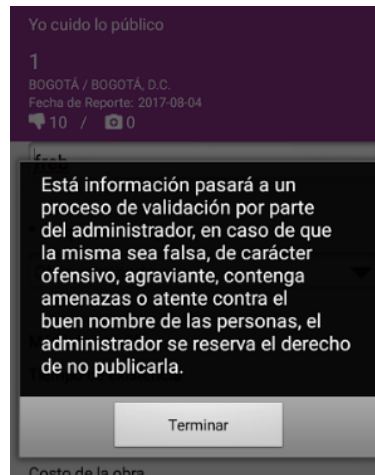 Yo cuido lo público
1
BOGOTÁ / BOGOTÁ, D.C.
Fecha de Reporte: 2017-08-04
10 / 0
freh
Está información pasará a un
proceso de validación por parte
del administrador, en caso de que
la misma sea falsa, de carácter
ofensivo, agraviante, contenga
amenazas o atente contra el
buen nombre de las personas, el
administrador se reserva el derecho
de no publicarla.
Terminar
Costo de la obra